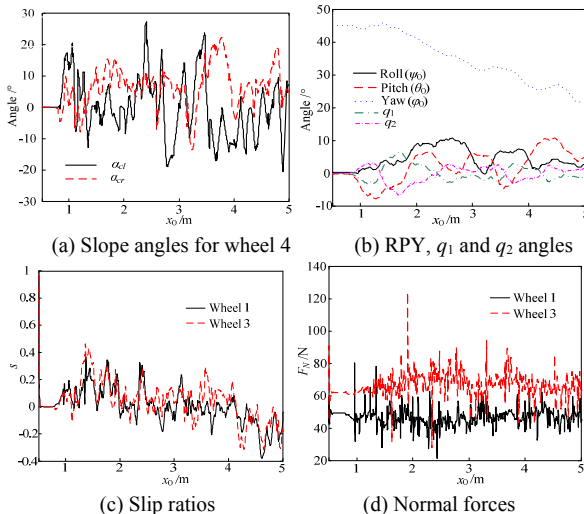 30
20
10
0
-10
-20
-30
Angle/°
α_cl
α_cr
1 2 3 4 5
x_O/m
(a) Slope angles for wheel 4
50
40
30
20
10
0
-10
Angle/°
Roll (ψ_0)
Pitch (θ_0)
Yaw (φ_0)
q_1
q_2
1 2 3 4 5
x_O/m
(b) RPY, q_1 and q_2 angles
1
0.8
0.6
0.4
0.2
0
-0.2
-0.4
s
Wheel 1
Wheel 3
1 2 3 4 5
x_O/m
(c) Slip ratios
140
120
100
80
60
40
20
F_N/N
Wheel 1
Wheel 3
1 2 3 4 5
x_O/m
(d) Normal forces